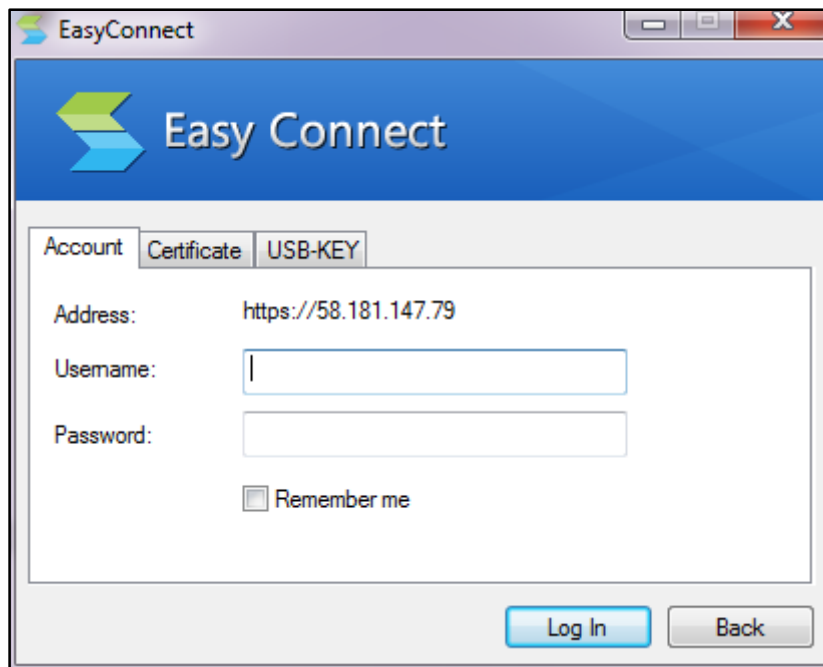 EasyConnect
Easy Connect
Account Certificate USB-KEY
Address: https://58.181.147.79
Username:
Password:
Remember me
Log In Back